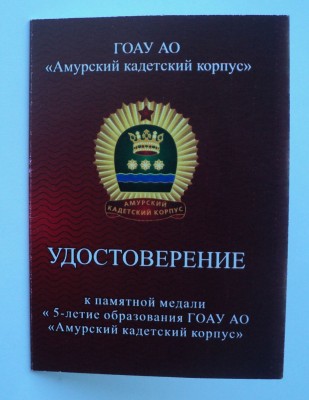 ГОАУ АО
«Амурский кадетский корпус»
АМУРСКИЙ
КАДЕТСКИЙ КОРПУС
УДОСТОВЕРЕНИЕ
к памятной медали
« 5-летие образования ГОАУ АО
«Амурский кадетский корпус»